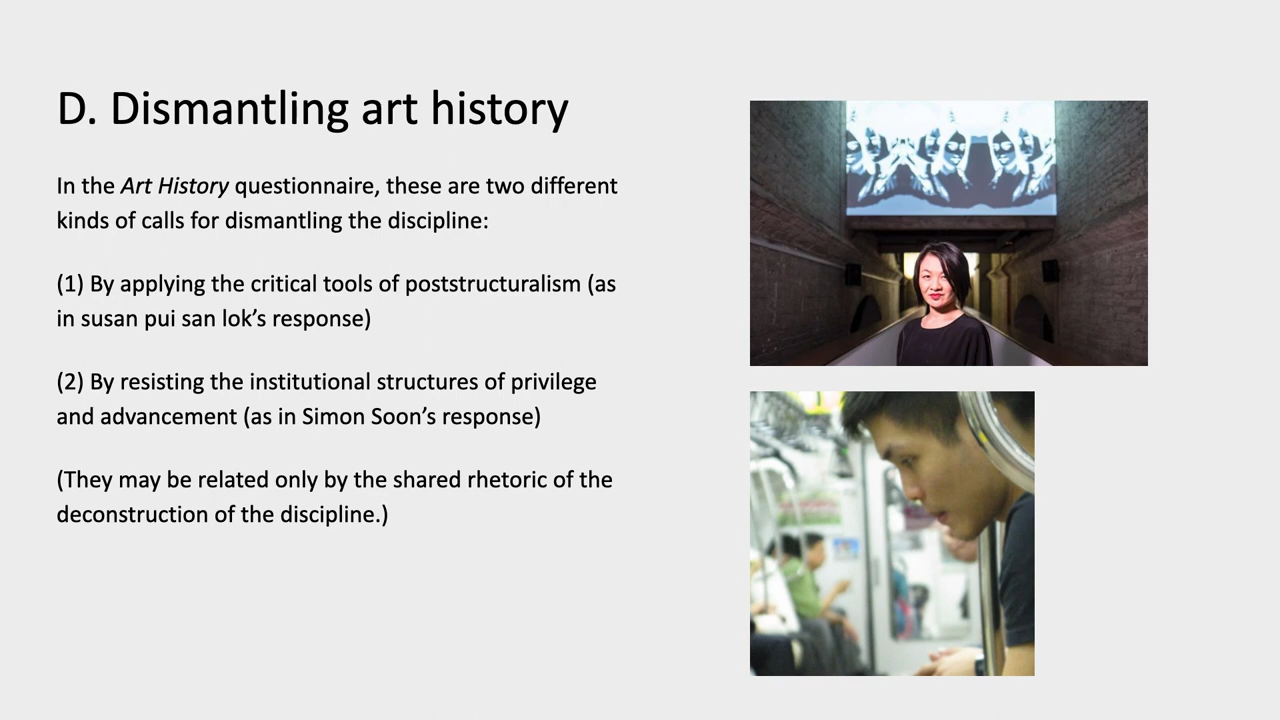 D. Dismantling art history
In the Art History questionnaire, these are two different
kinds of calls for dismantling the discipline:
(1) By applying the critical tools of poststructuralism (as
in susan pui san lok’s response)
(2) By resisting the institutional structures of privilege
and advancement (as in Simon Soon’s response)
(They may be related only by the shared rhetoric of the
deconstruction of the discipline.)